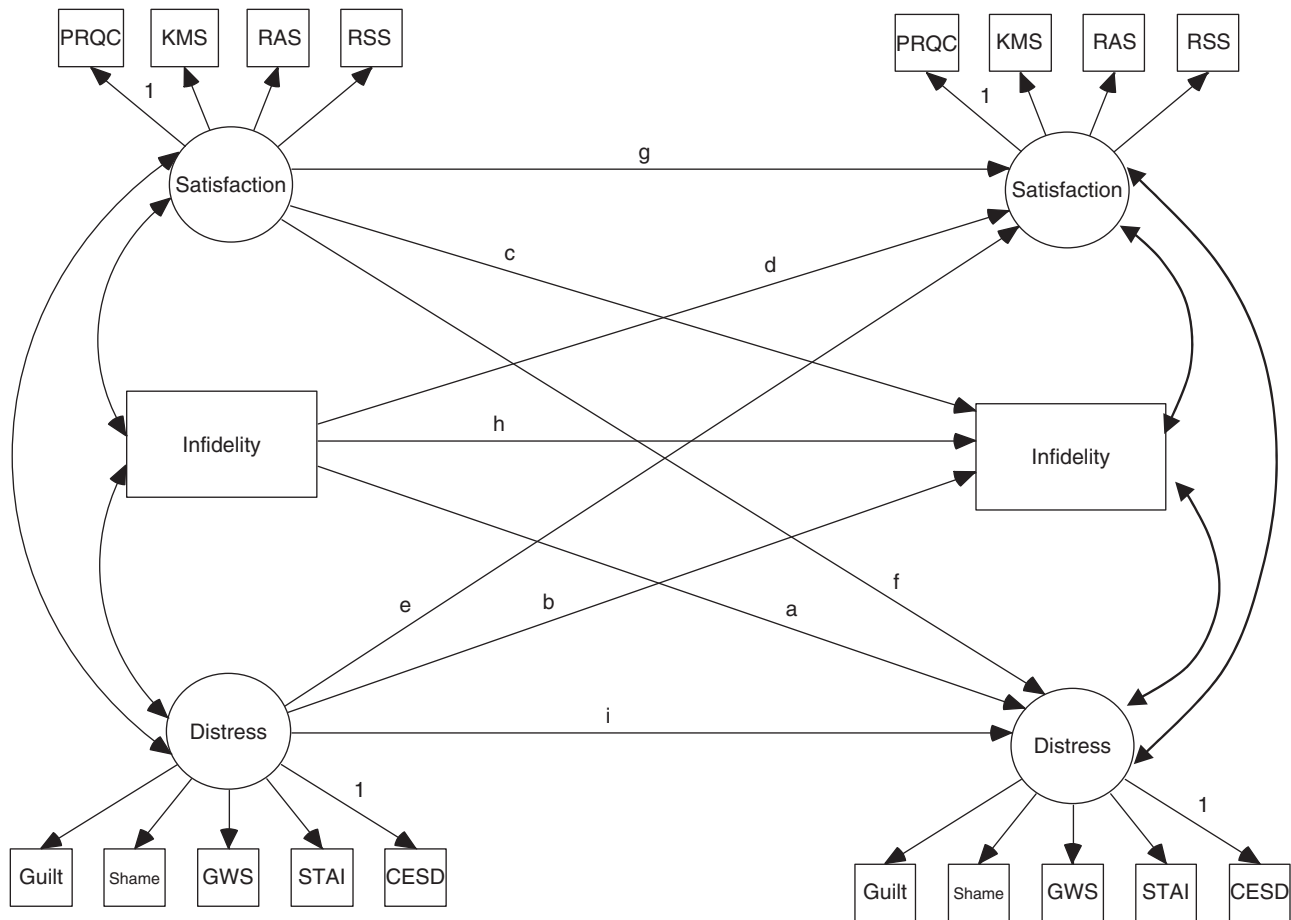 PRQC KMS RAS RSS PRQC KMS RAS RSS
1 1
g
Satisfaction Satisfaction
c d
h
Infidelity Infidelity
f
e b a
i
Distress Distress
1 1
Guilt Shame GWS STAI CESD Guilt Shame GWS STAI CESD